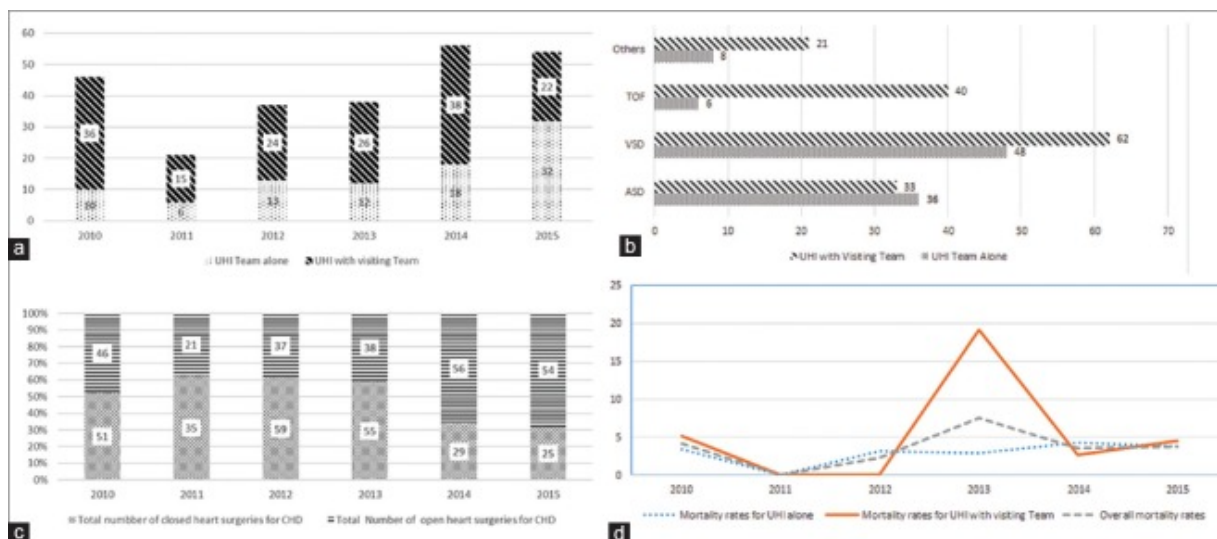 60
50
40
30
20
10
0
36
10
15
6
24
13
26
12
38
18
22
32
2010 2011 2012 2013 2014 2015
UHI Team alone UHI with visiting Team
a
Others 21
8
TOF 40
6
VSD 62
48
ASD 33
36
0 10 20 30 40 50 60 70
UHI with Visiting Team UHI Team Alone
b
100%
90%
80%
70%
60%
50%
40%
30%
20%
10%
0%
46 21 37 38 56 54
51 35 59 55 29 25
2010 2011 2012 2013 2014 2015
Total numbber of closed heart surgeries for CHD Total Number of open heart surgeries for CHD
c
25
20
15
10
5
0
2010 2011 2012 2013 2014 2015
Mortality rates for UHI alone Mortality rates for UHI with visiting Team Overall mortality rates
d